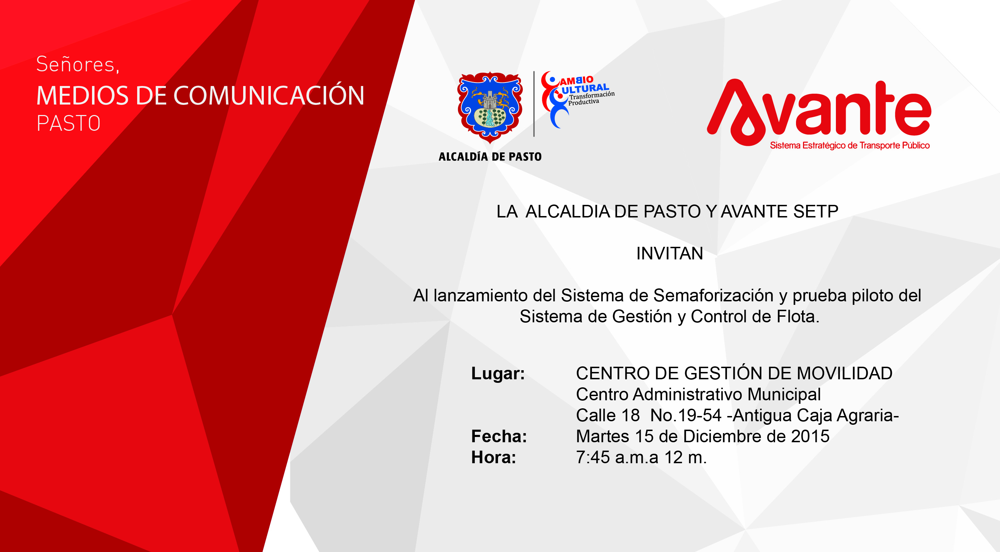 Señores,
MEDIOS DE COMUNICACIÓN
PASTO
ALCALDÍA DE PASTO
CAMBIO
CULTURAL
Transformación
Productiva
Avante
Sistema Estratégico de Transporte Público
LA ALCALDIA DE PASTO Y AVANTE SETP
INVITAN
Al lanzamiento del Sistema de Semaforización y prueba piloto del
Sistema de Gestión y Control de Flota.
Lugar: CENTRO DE GESTIÓN DE MOVILIDAD
Centro Administrativo Municipal
Calle 18 No.19-54 -Antigua Caja Agraria-
Fecha: Martes 15 de Diciembre de 2015
Hora: 7:45 a.m.a 12 m.